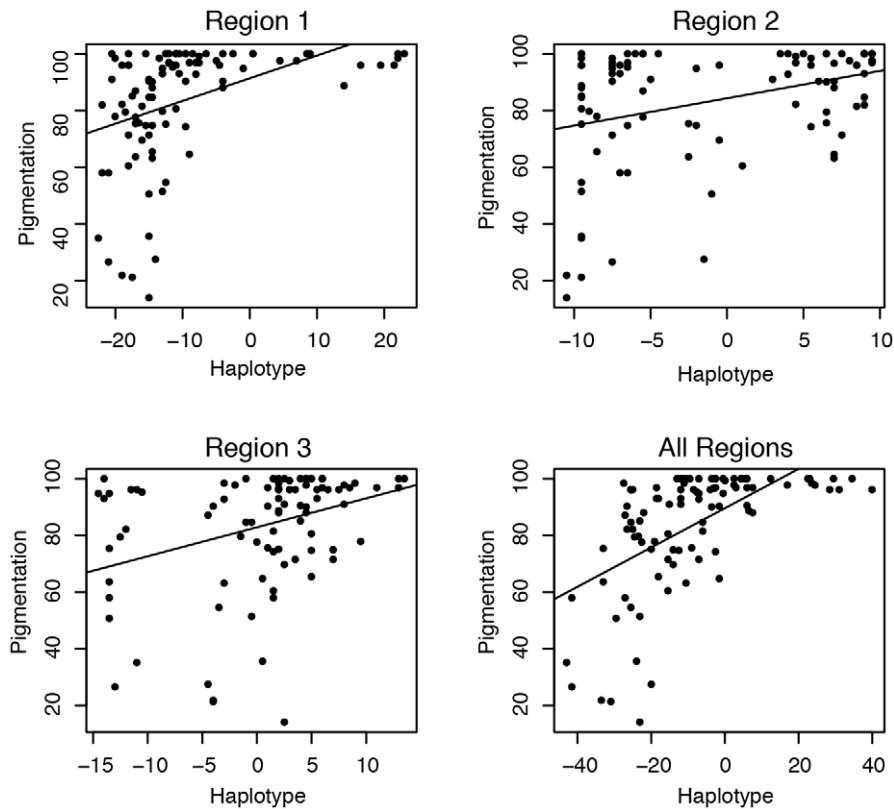 Region 1
Pigmentation
20 40 60 80 100
−20 −10 0 10 20
Haplotype
Region 2
Pigmentation
20 40 60 80 100
−10 −5 0 5 10
Haplotype
Region 3
Pigmentation
20 40 60 80 100
−15 −10 −5 0 5 10
Haplotype
All Regions
Pigmentation
20 40 60 80 100
−40 −20 0 20 40
Haplotype